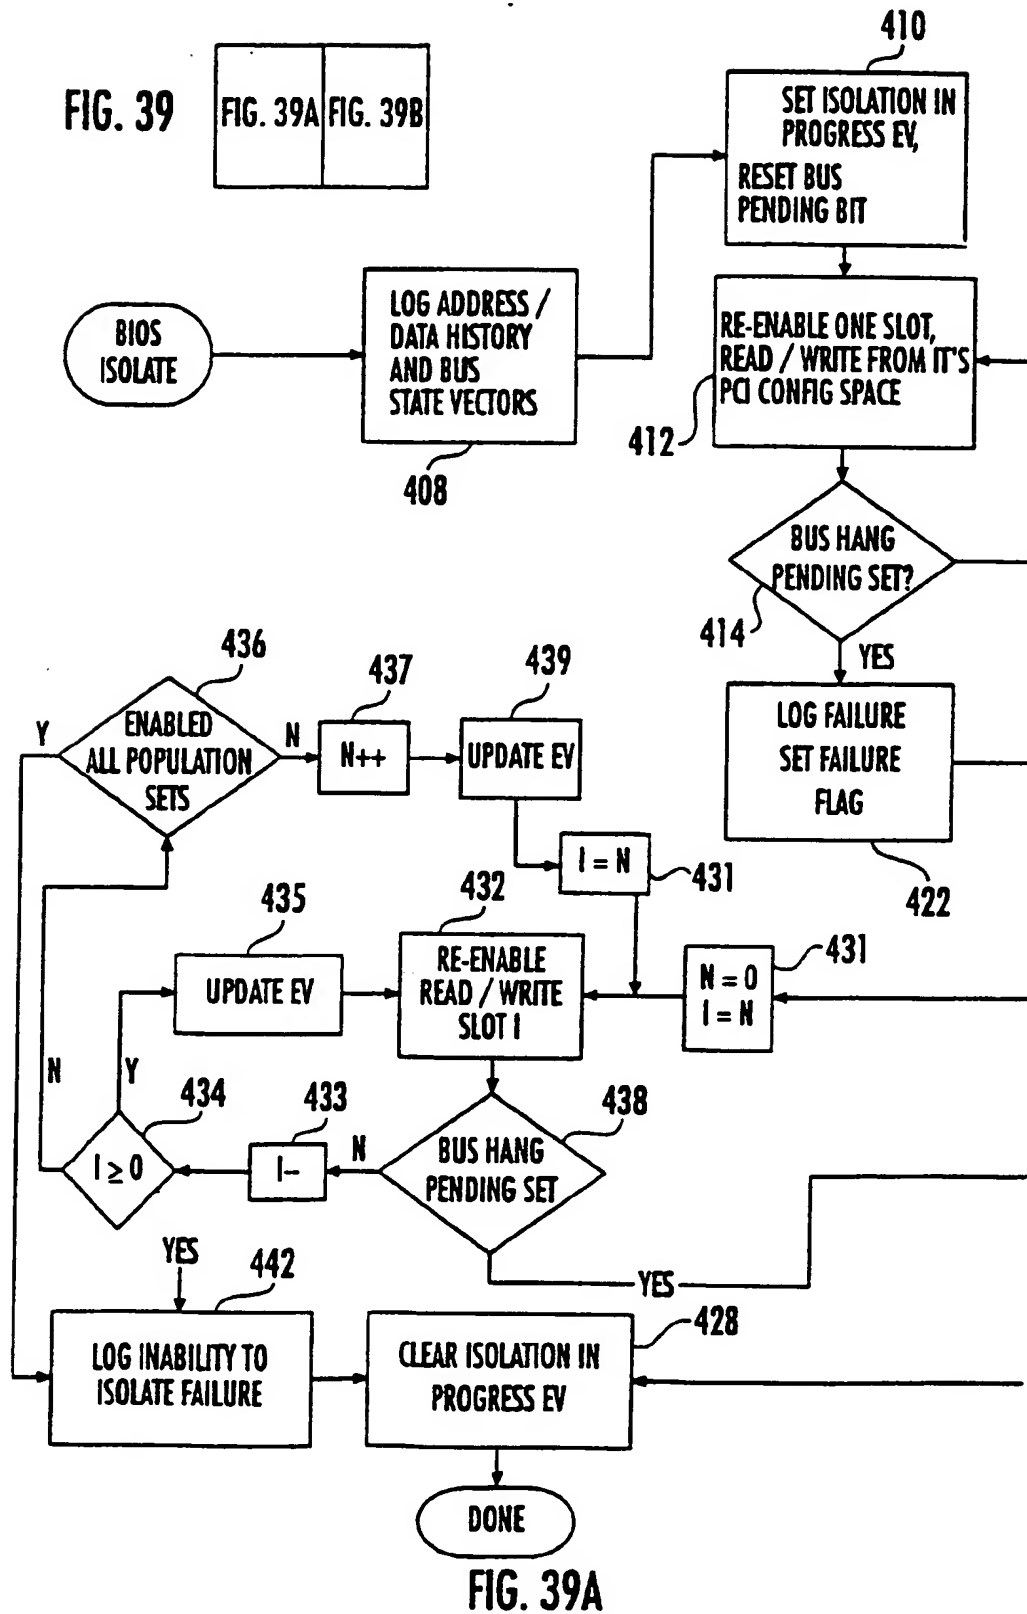 FIG. 39
FIG. 39A
FIG. 39B
410
SET ISOLATION IN
PROGRESS EV,
RESET BUS
PENDING BIT
BIOS
ISOLATE
LOG ADDRESS /
DATA HISTORY
AND BUS
STATE VECTORS
408
RE-ENABLE ONE SLOT,
READ / WRITE FROM IT'S
PCI CONFIG SPACE
412
BUS HANG
PENDING SET?
414
YES
LOG FAILURE
SET FAILURE
FLAG
422
436
ENABLED
ALL POPULATION
SETS
Y
N
437
N++
439
UPDATE EV
I = N
431
432
RE-ENABLE
READ / WRITE
SLOT I
435
UPDATE EV
431
N = 0
I = N
N
Y
434
I ≥ 0
433
I--
N
438
BUS HANG
PENDING SET
YES
YES
442
LOG INABILITY TO
ISOLATE FAILURE
428
CLEAR ISOLATION IN
PROGRESS EV
DONE
FIG. 39A